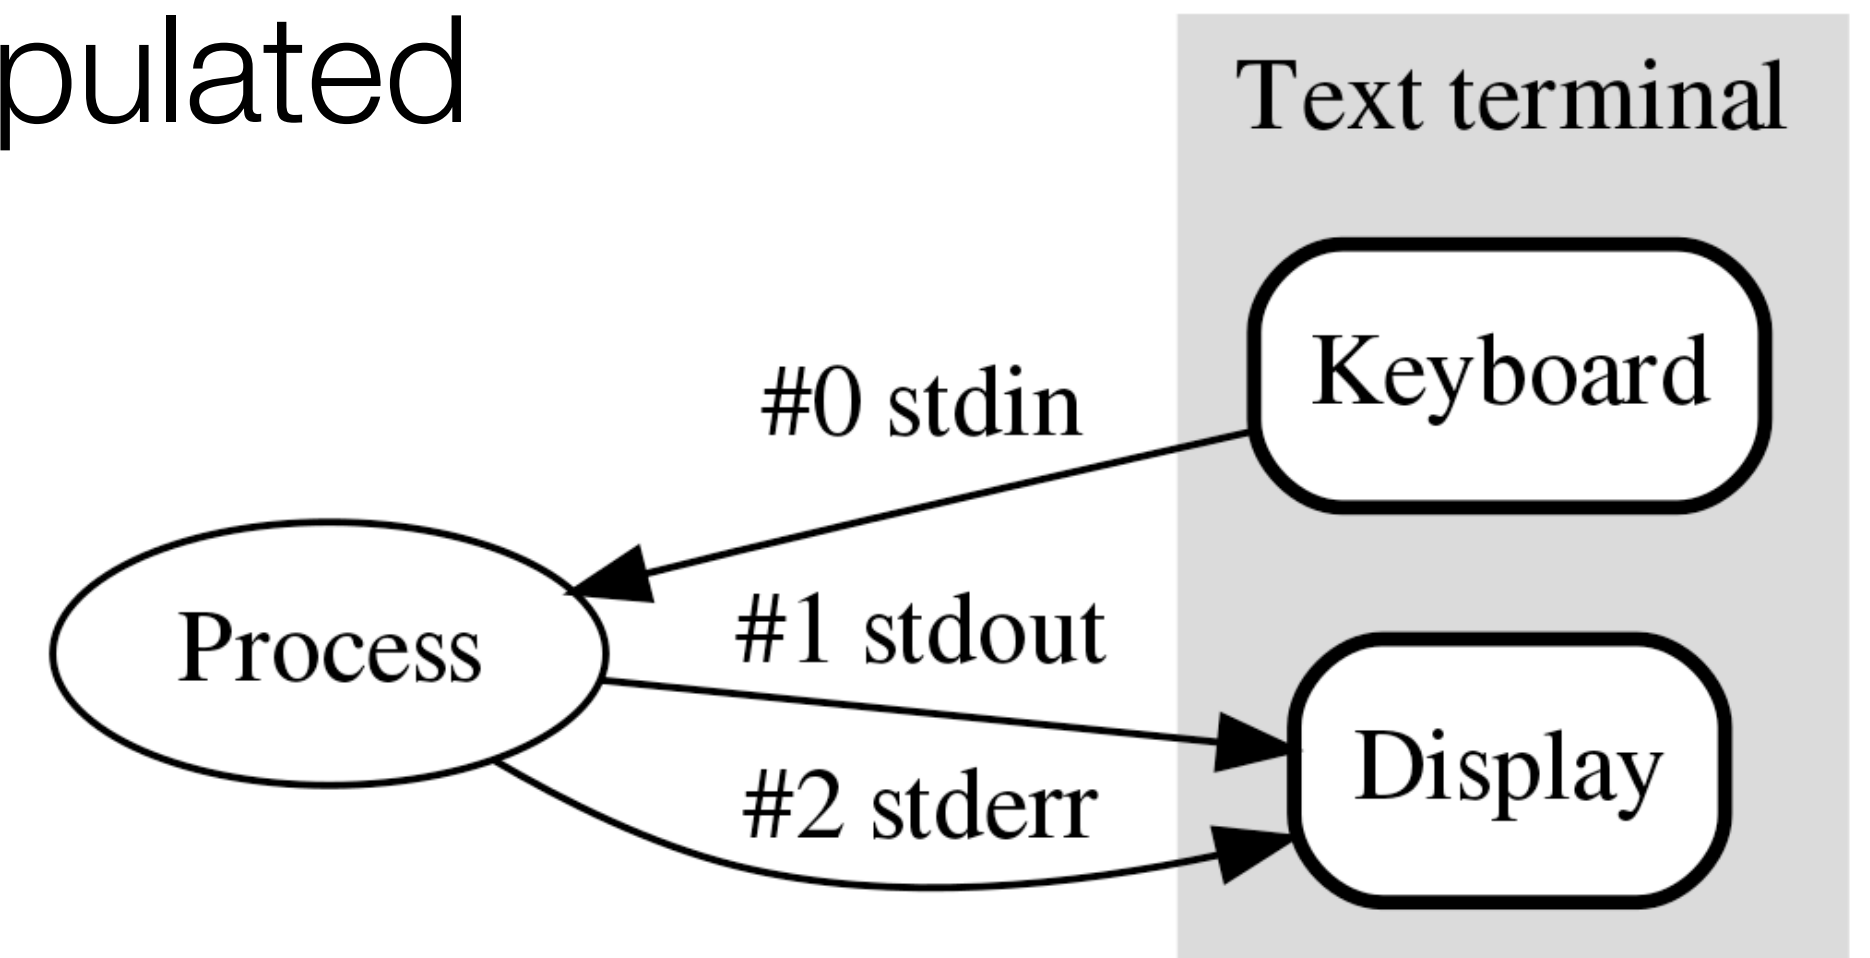 pulated
Text terminal
Keyboard
#0 stdin
Process
#1 stdout
Display
#2 stderr